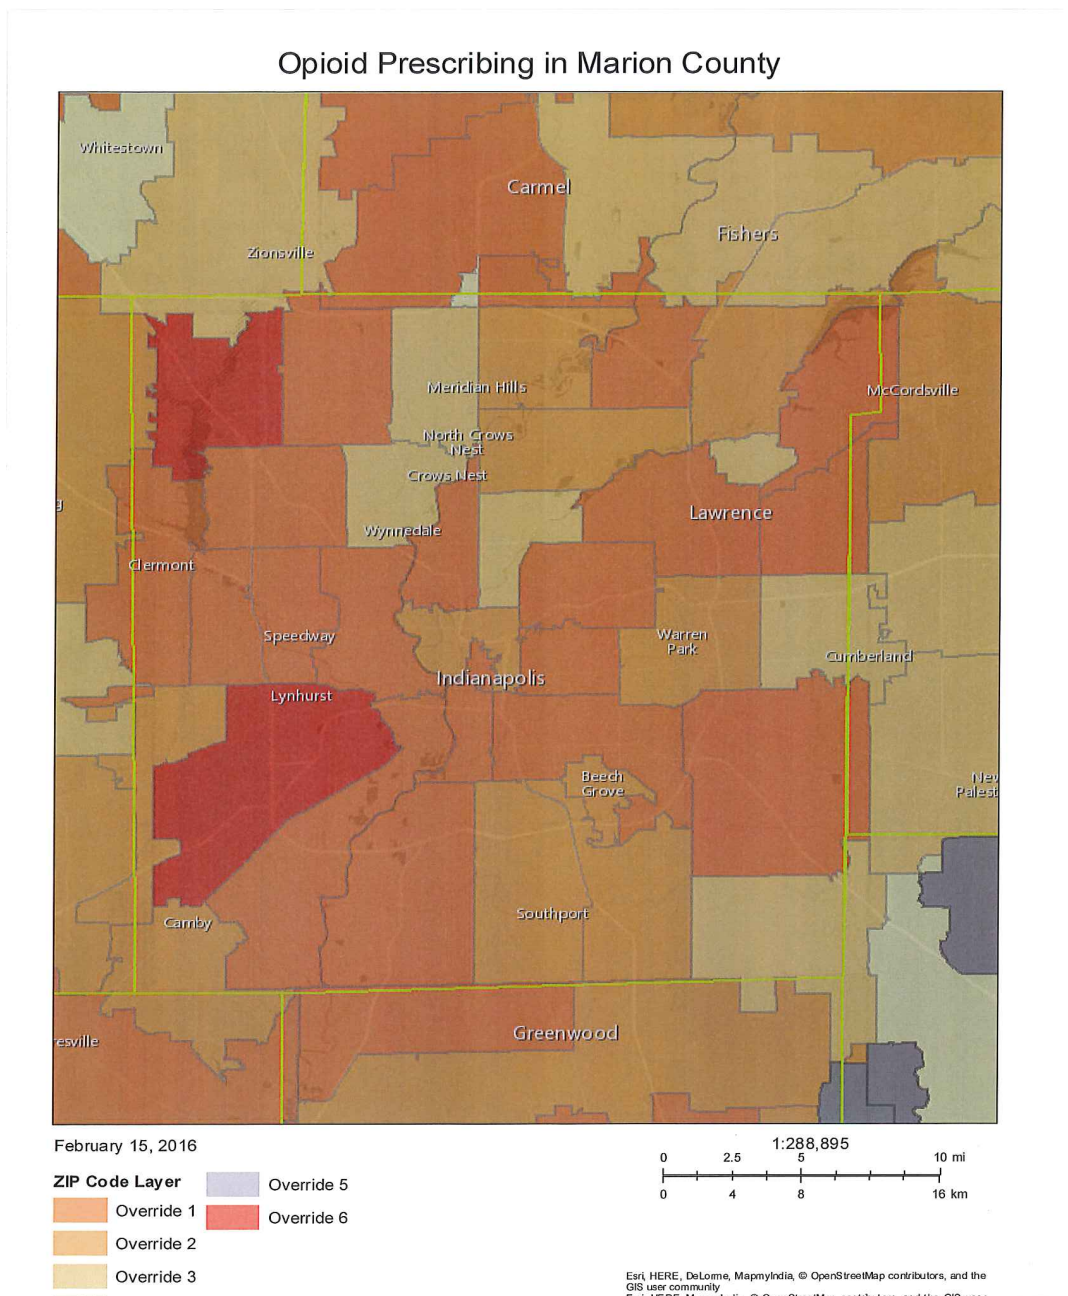 Opioid Prescribing in Marion County
Whitestown
Carmel
Fishers
Zionsville
Meridian Hills
McCordsville
North Crows
Nest
Crows Nest
Lawrence
Wynnedale
g
Clermont
Speedway
Warren
Park
Cumberland
Indianapolis
Lynhurst
Beech
Grove
New
Palest
Southport
Camby
Greenwood
esville
February 15, 2016
1:288,895
0 2.5 5 10 mi
0 4 8 16 km
ZIP Code Layer
Override 1
Override 2
Override 3
Override 5
Override 6
Esri, HERE, DeLorme, MapmyIndia, © OpenStreetMap contributors, and the
GIS user community